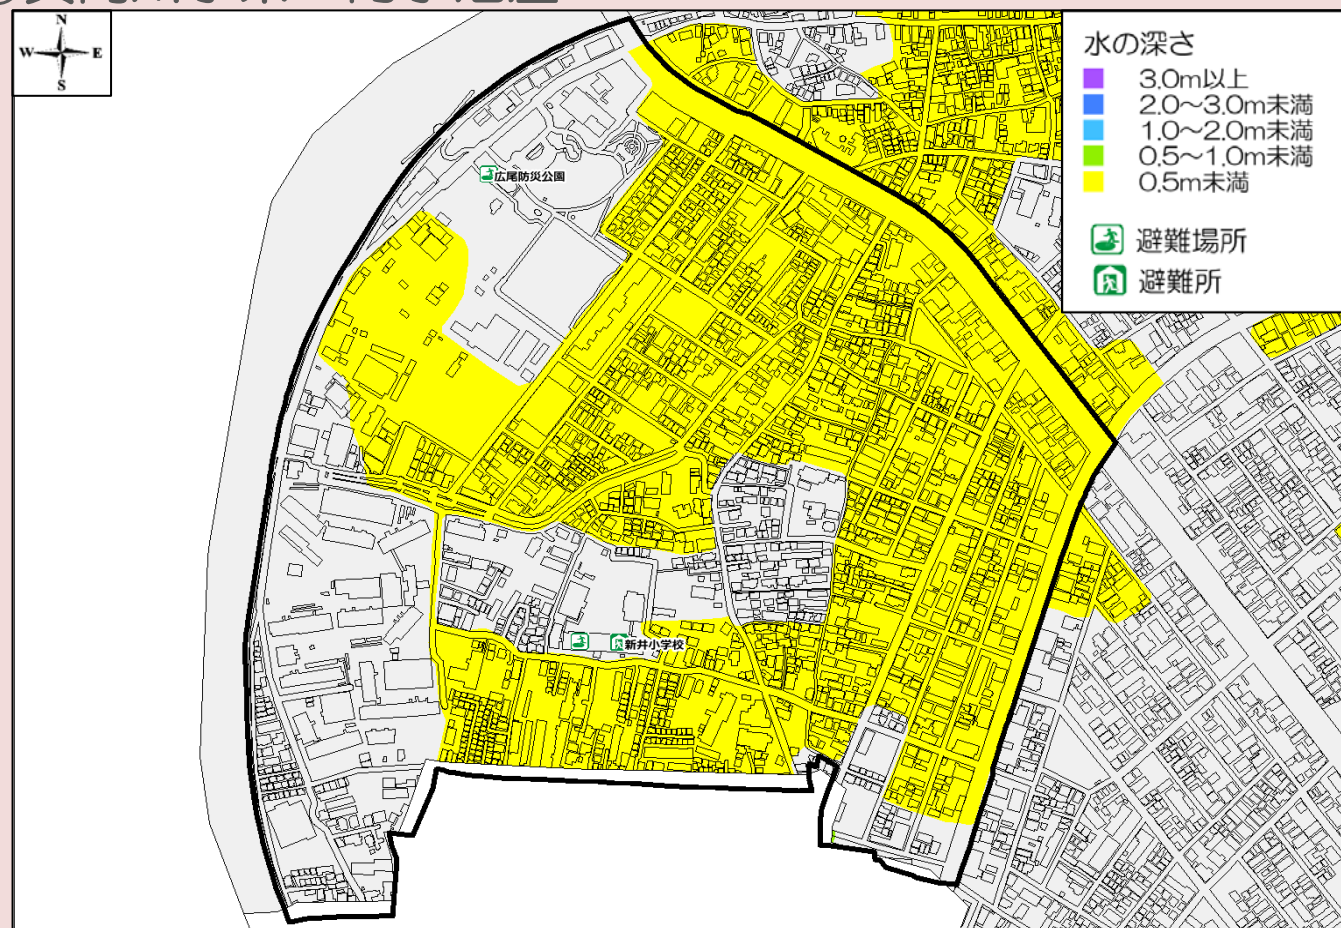 N
W E
S
水の深さ
3.0m以上
2.0～3.0m未満
1.0～2.0m未満
0.5～1.0m未満
0.5m未満
避難場所
避難所
広尾防災公園
新井小学校